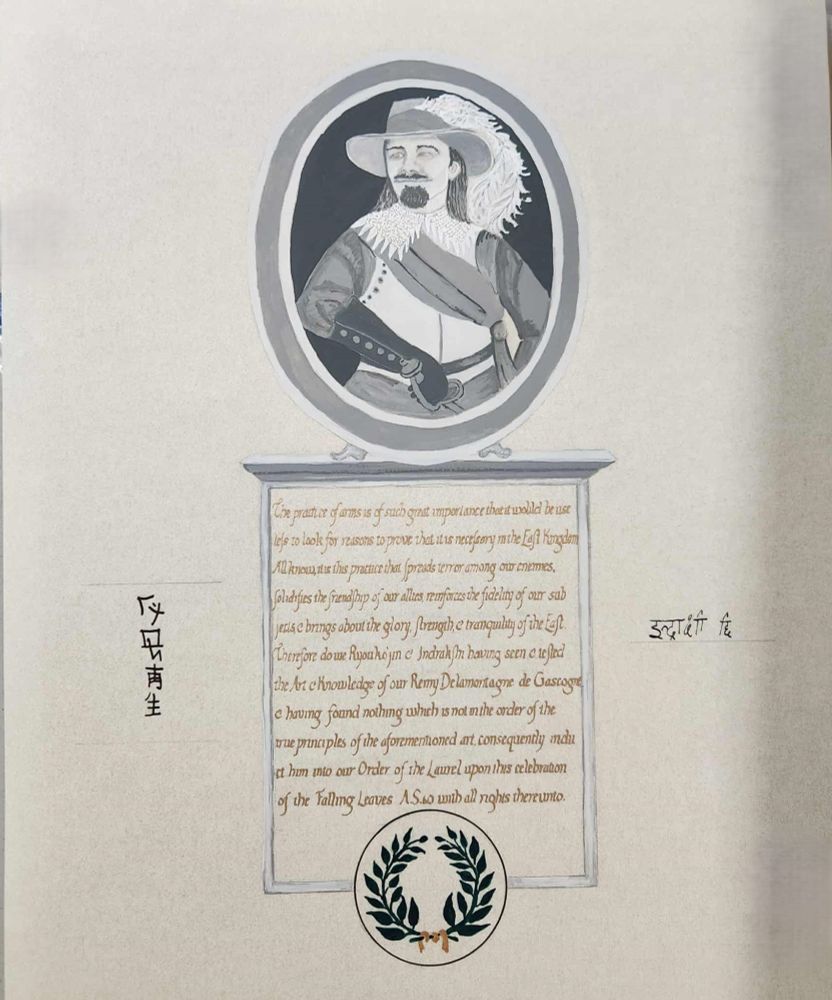 The practice of arms is of such great importance that it would be use
leſs to look for reasons to prove that it is neceſsary in the Eaſt Kingdom
All know, it is this practice that ſpreads terror among our enemies,
ſolidifies the friendſhip of our allies, reinforces the fidelity of our sub
jects, & brings about the glory, ſtrength, & tranquility of the Eaſt.
Therefore do we Ryouko'jin & Indrakshi having seen & teſted
the Art & Knowledge of our Remy Delamontagne de Gascogne
& having found nothing which is not in the order of the
true principles of the aforementioned art, consequently indu
ct him into our Order of the Laurel upon this celebration
of the Falling Leaves A.S.60 with all rights thereunto.
再生